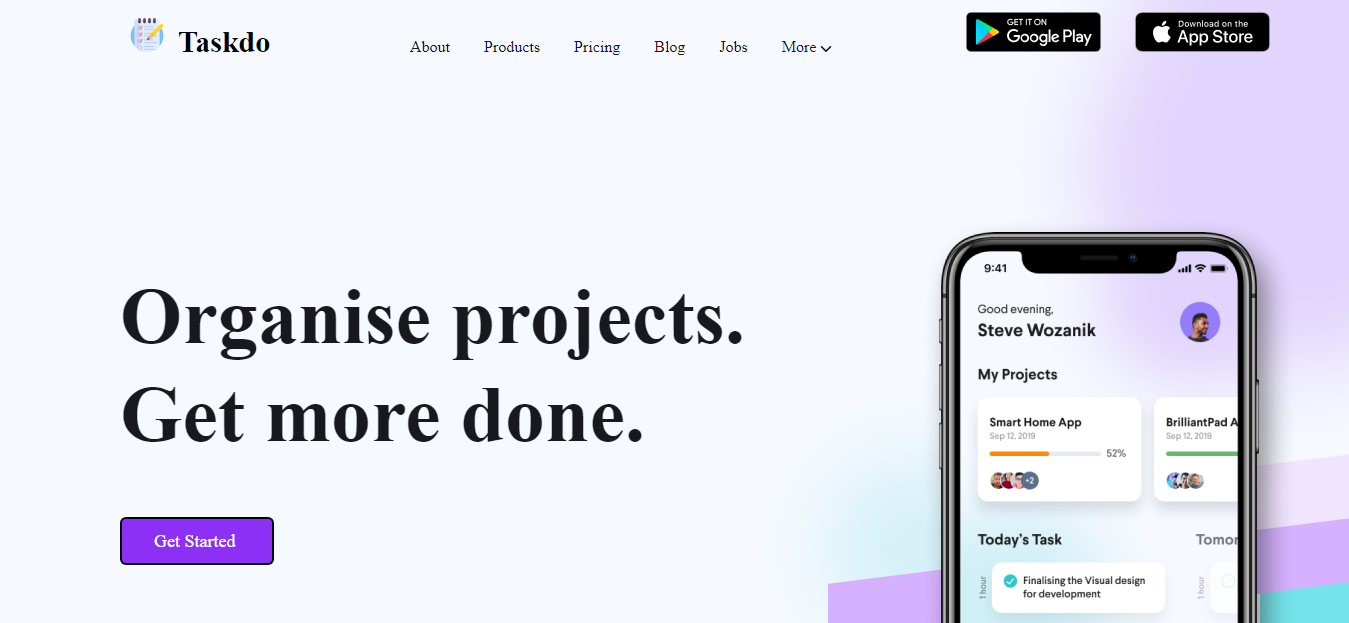 Taskdo
About
Products
Pricing
Blog
Jobs
More
GET IT ON
Google Play
Download on the
App Store
Organise projects.
Get more done.
Get Started
9:41
Good evening,
Steve Wozanik
My Projects
Smart Home App
Sep 12, 2019
52%
+2
BrilliantPad A
Sep 12, 2019
Today's Task
Tomor
1 hour
Finalising the Visual design
for development
1 hour